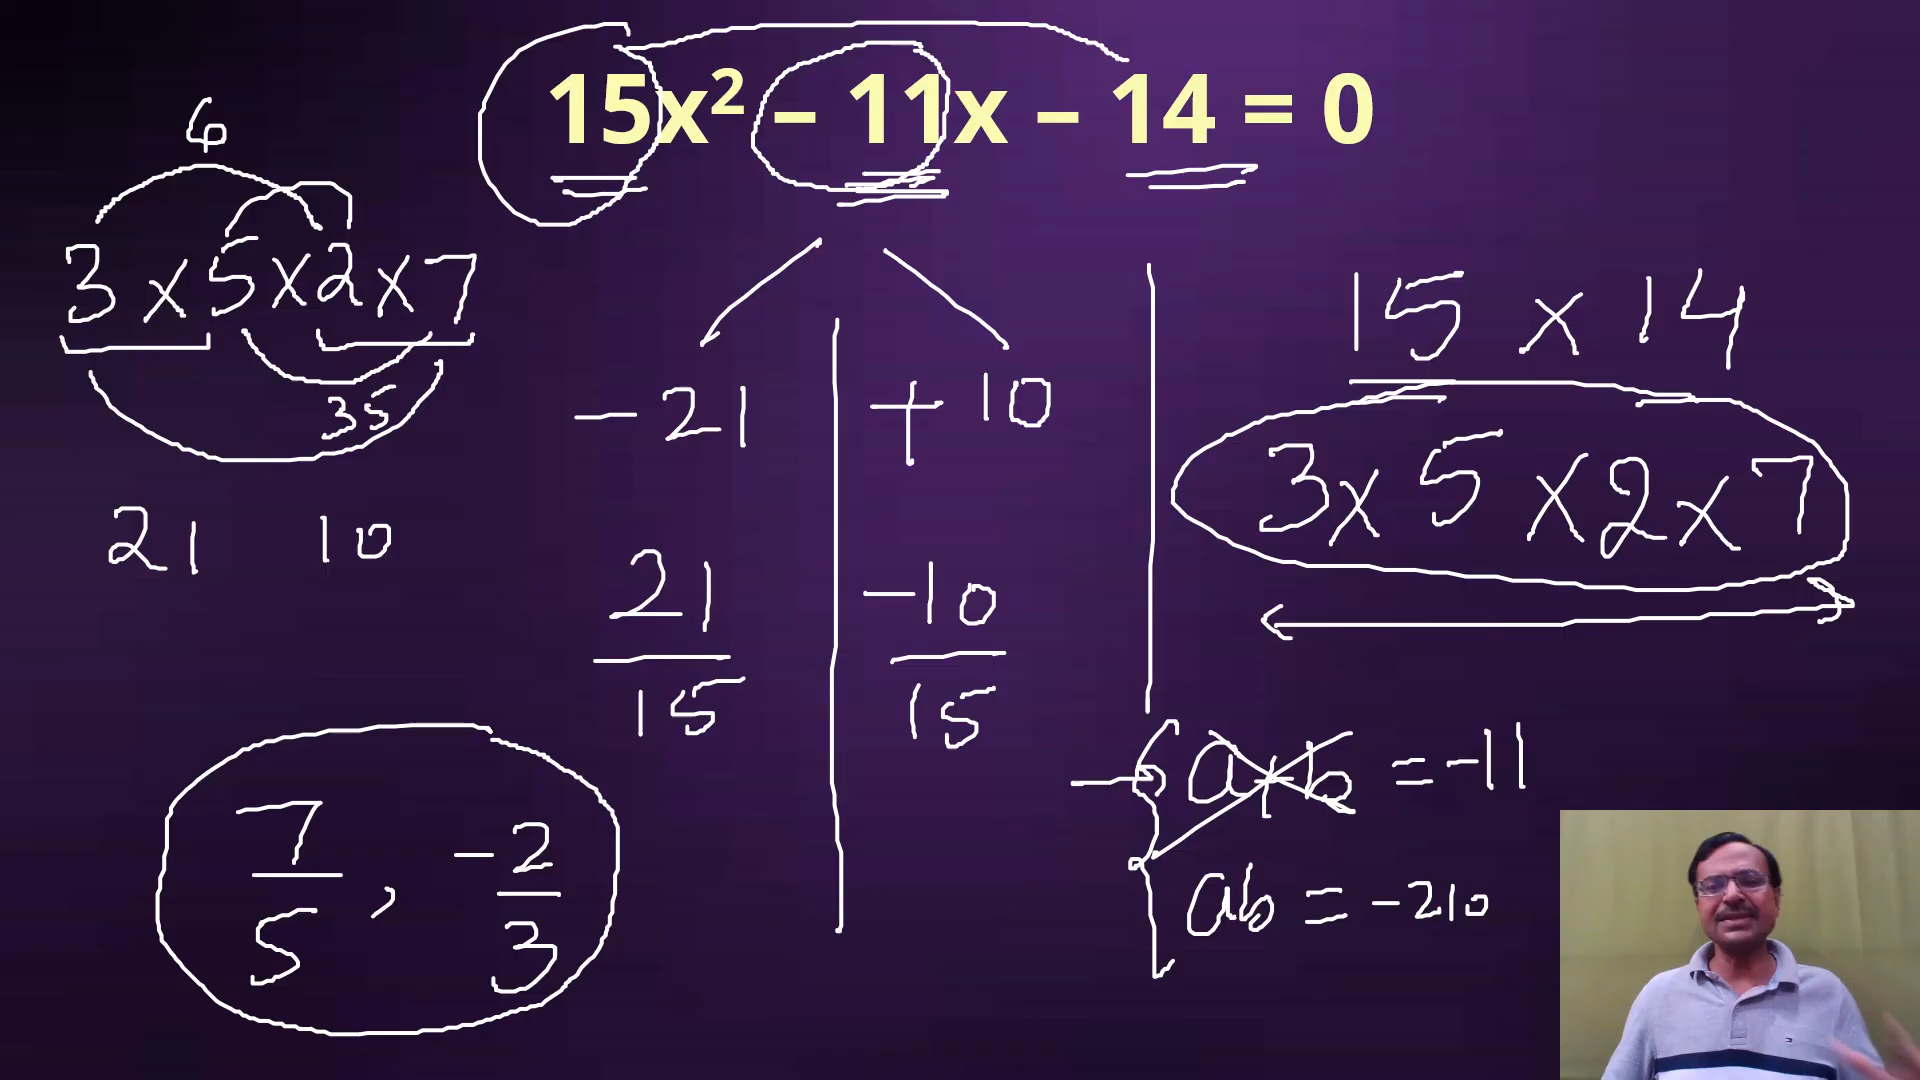 15x² – 11x – 14 = 0
6
3 x 5 x 2 x 7
35
21 10
– 21 + 10
21 –10
15 15
7 , –2
5 3
15 x 14
3 x 5 x 2 x 7
a+b = –11
ab = –210